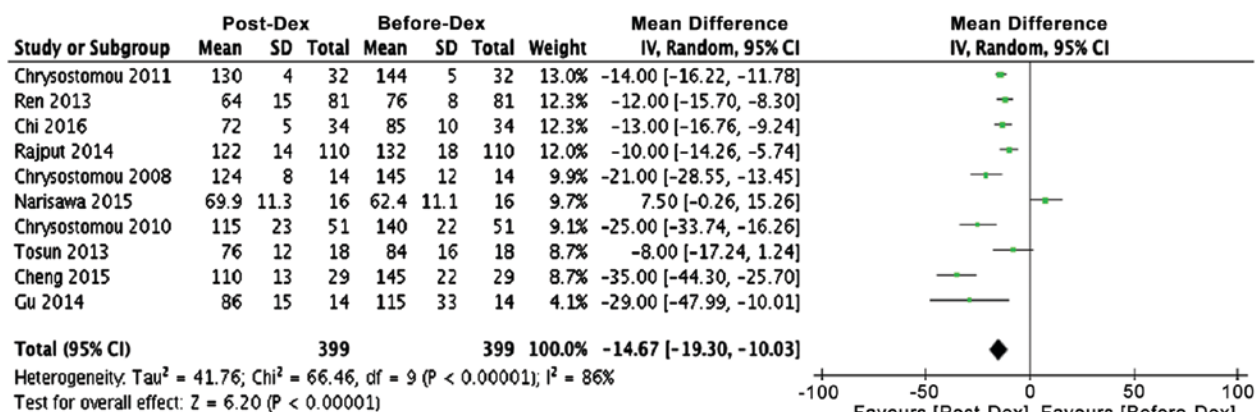 Post-Dex Before-Dex Mean Difference Mean Difference
Study or Subgroup Mean SD Total Mean SD Total Weight IV, Random, 95% CI IV, Random, 95% CI
Chrysostomou 2011 130 4 32 144 5 32 13.0% -14.00 [-16.22, -11.78]
Ren 2013 64 15 81 76 8 81 12.3% -12.00 [-15.70, -8.30]
Chi 2016 72 5 34 85 10 34 12.3% -13.00 [-16.76, -9.24]
Rajput 2014 122 14 110 132 18 110 12.0% -10.00 [-14.26, -5.74]
Chrysostomou 2008 124 8 14 145 12 14 9.9% -21.00 [-28.55, -13.45]
Narisawa 2015 69.9 11.3 16 62.4 11.1 16 9.7% 7.50 [-0.26, 15.26]
Chrysostomou 2010 115 23 51 140 22 51 9.1% -25.00 [-33.74, -16.26]
Tosun 2013 76 12 18 84 16 18 8.7% -8.00 [-17.24, 1.24]
Cheng 2015 110 13 29 145 22 29 8.7% -35.00 [-44.30, -25.70]
Gu 2014 86 15 14 115 33 14 4.1% -29.00 [-47.99, -10.01]
Total (95% CI) 399 399 100.0% -14.67 [-19.30, -10.03]
Heterogeneity: Tau² = 41.76; Chi² = 66.46, df = 9 (P < 0.00001); I² = 86%
Test for overall effect: Z = 6.20 (P < 0.00001)
-100 -50 0 50 100
Favours [Post-Dex] Favours [Before-Dex]